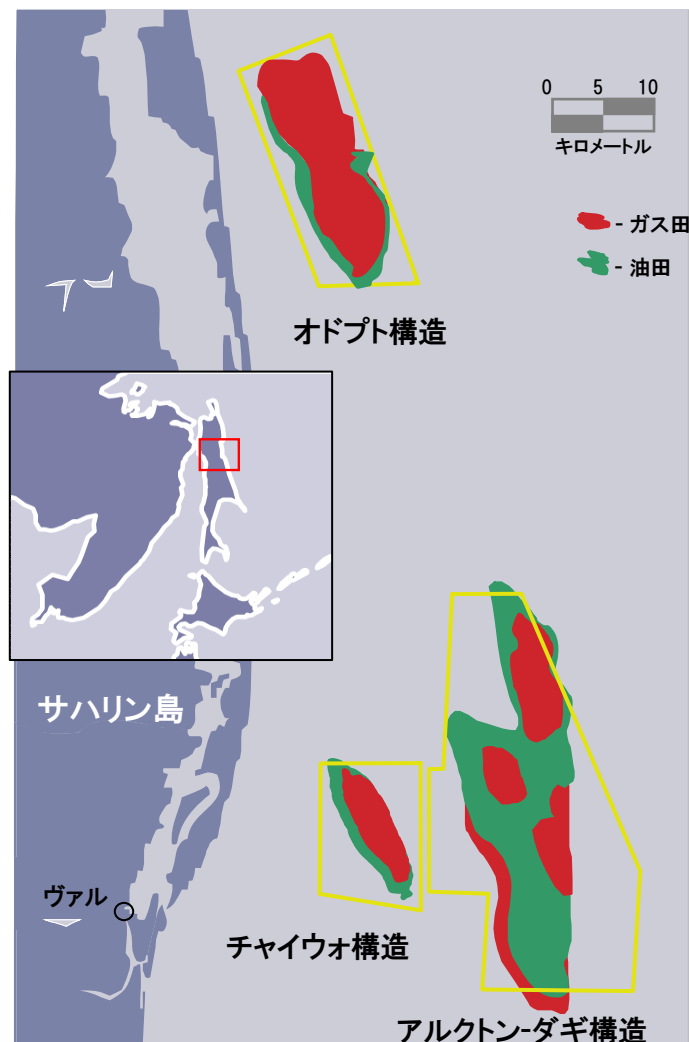 0 5 10
キロメートル
- ガス田
- 油田
オドプト構造
サハリン島
ヴァル
チャイウォ構造
アルクトン-ダギ構造